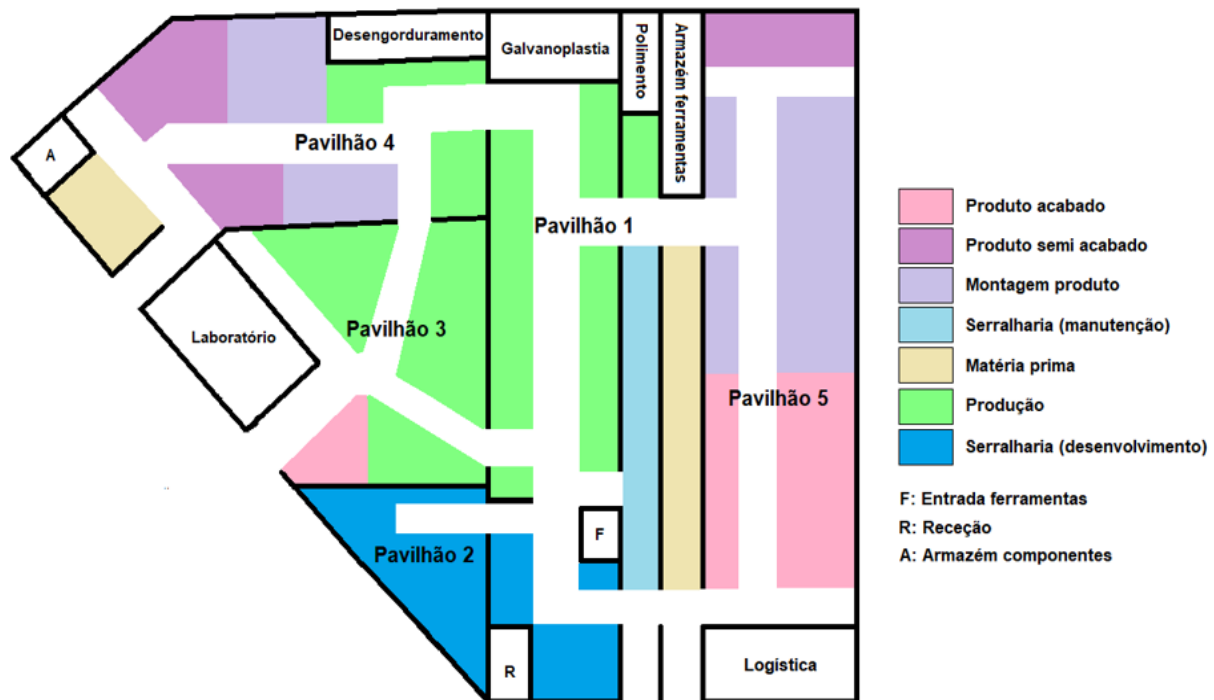 Desengorduramento
Galvanoplastia
Polimento
Armazém ferramentas
A
Pavilhão 4
Pavilhão 1
Laboratório
Pavilhão 3
Pavilhão 5
Pavilhão 2
F
R
Logística
Produto acabado
Produto semi acabado
Montagem produto
Serralharia (manutenção)
Matéria prima
Produção
Serralharia (desenvolvimento)
F: Entrada ferramentas
R: Receção
A: Armazém componentes